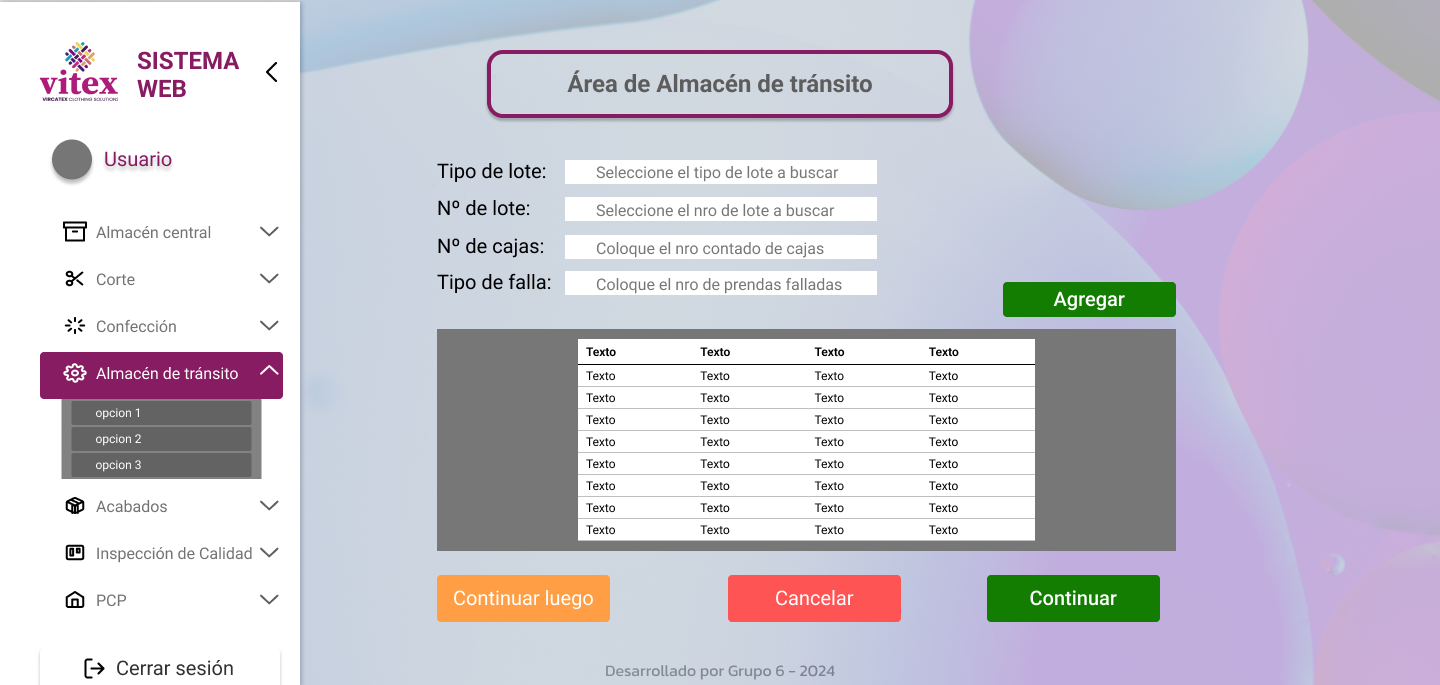 vitex
VIRCATEX CLOTHING SOLUTIONS
SISTEMA
WEB
Usuario
Almacén central
Corte
Confección
Almacén de tránsito
opcion 1
opcion 2
opcion 3
Acabados
Inspección de Calidad
PCP
Cerrar sesión
Área de Almacén de tránsito
Tipo de lote: Seleccione el tipo de lote a buscar
Nº de lote: Seleccione el nro de lote a buscar
Nº de cajas: Coloque el nro contado de cajas
Tipo de falla: Coloque el nro de prendas falladas
Agregar
Texto Texto Texto Texto
Texto Texto Texto Texto
Texto Texto Texto Texto
Texto Texto Texto Texto
Texto Texto Texto Texto
Texto Texto Texto Texto
Texto Texto Texto Texto
Texto Texto Texto Texto
Texto Texto Texto Texto
Continuar luego Cancelar Continuar
Desarrollado por Grupo 6 - 2024